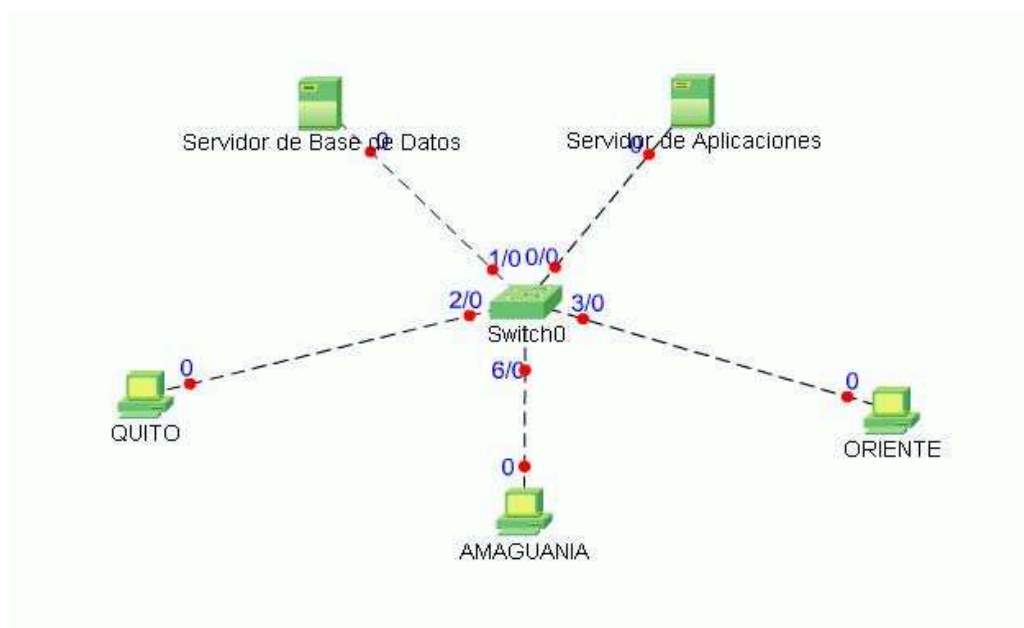 Servidor de Base de Datos
Servidor de Aplicaciones
0
0
1/0
0/0
2/0
3/0
Switch0
0
6/0
0
QUITO
ORIENTE
0
AMAGUANIA